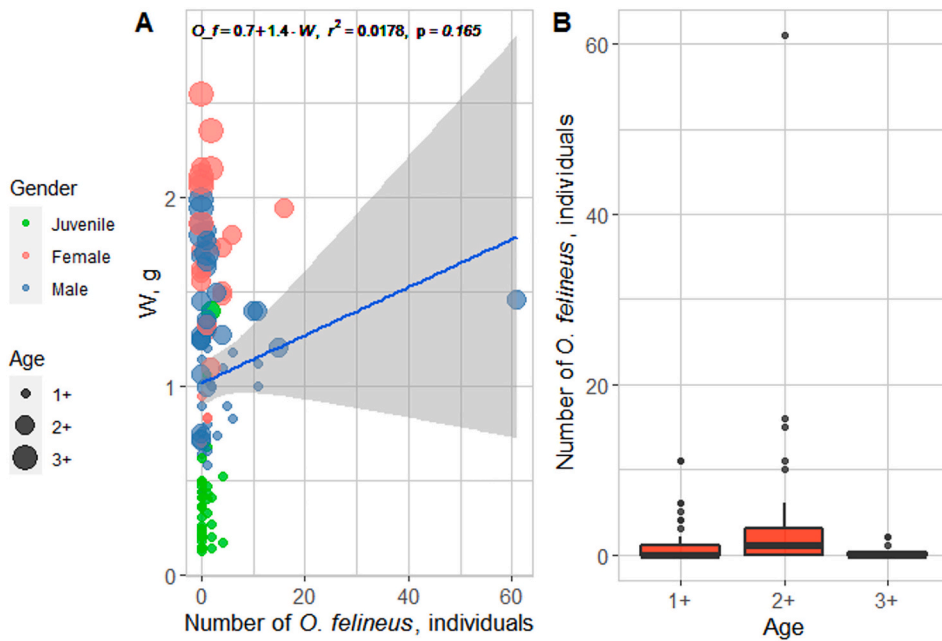 A
O_f = 0.7 + 1.4 · W, r² = 0.0178, p = 0.165
W, g
2
1
0
0
20
40
60
Number of O. felineus, individuals
Gender
Juvenile
Female
Male
Age
1+
2+
3+
B
Number of O. felineus, individuals
60
40
20
0
1+
2+
3+
Age